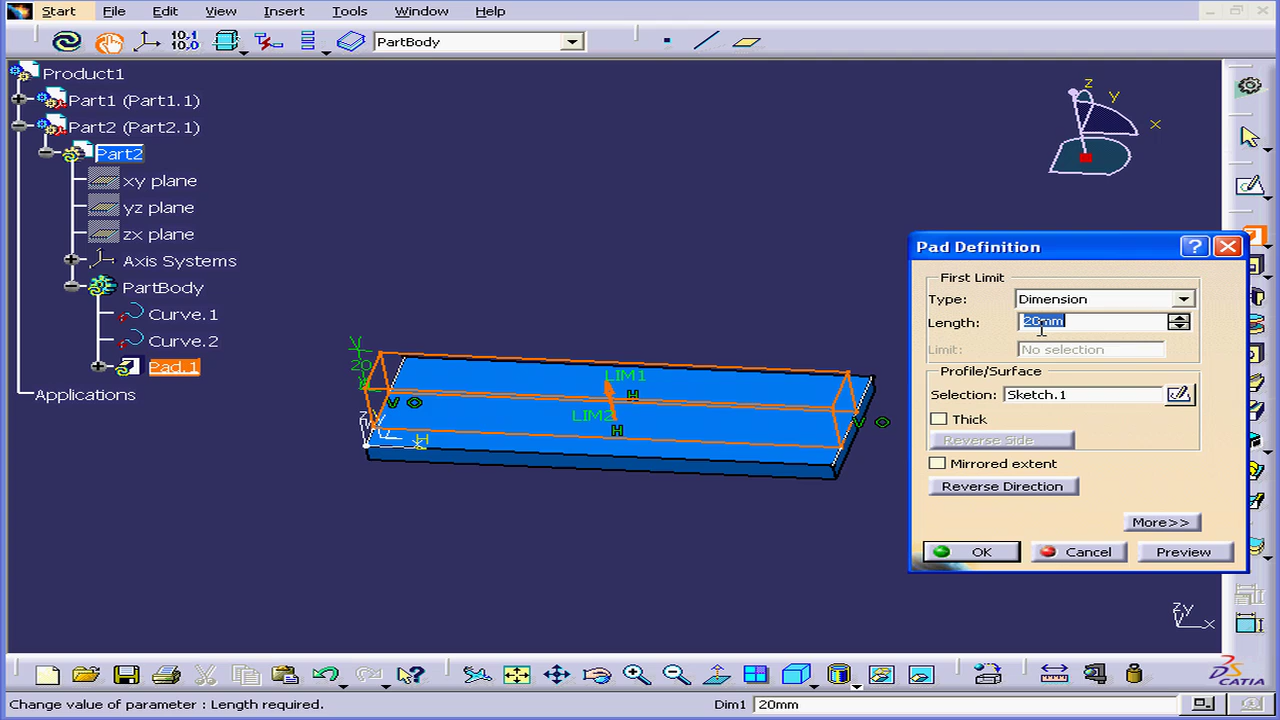 Start File Edit View Insert Tools Window Help
PartBody
Product1
Part1 (Part1.1)
Part2 (Part2.1)
Part2
xy plane
yz plane
zx plane
Axis Systems
PartBody
Curve.1
Curve.2
Pad.1
Applications
z
y
x
V
20
LIM1
H
V
LIM2
H
V
H
z
Pad Definition
First Limit
Type: Dimension
Length: 20mm
Limit: No selection
Profile/Surface
Selection: Sketch.1
Thick
Reverse Side
Mirrored extent
Reverse Direction
More>>
OK Cancel Preview
zy
x
CATIA
Change value of parameter : Length required.
Dim1 20mm